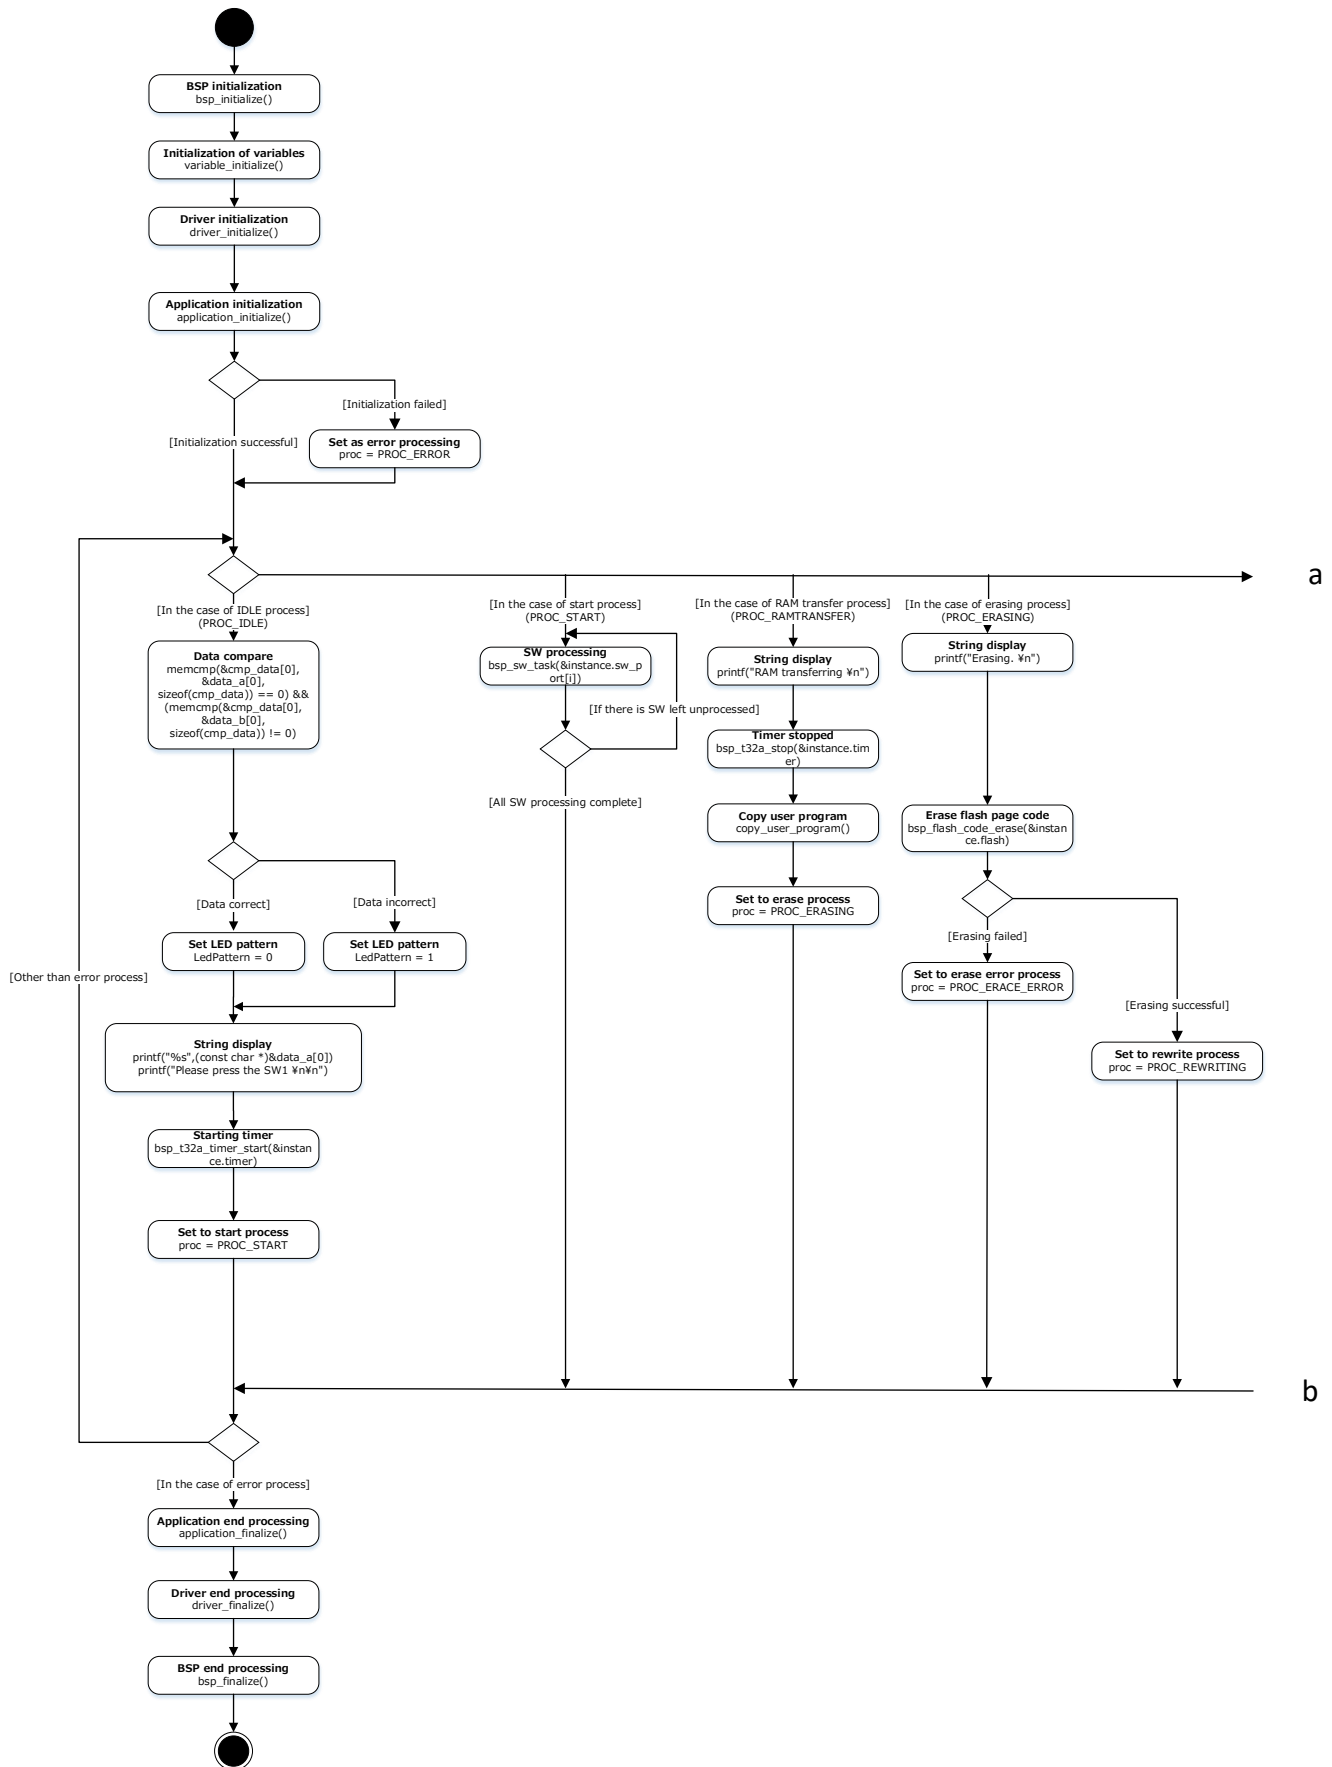 BSP initialization
bsp_initialize()
Initialization of variables
variable_initialize()
Driver initialization
driver_initialize()
Application initialization
application_initialize()
[Initialization failed]
[Initialization successful]
Set as error processing
proc = PROC_ERROR
a
[In the case of IDLE process]
(PROC_IDLE)
[In the case of start process]
(PROC_START)
[In the case of RAM transfer process]
(PROC_RAMTRANSFER)
[In the case of erasing process]
(PROC_ERASING)
Data compare
memcmp(&cmp_data[0],
&data_a[0],
sizeof(cmp_data)) == 0) &&
(memcmp(&cmp_data[0],
&data_b[0],
sizeof(cmp_data)) != 0)
SW processing
bsp_sw_task(&instance.sw_p
ort[i])
String display
printf("RAM transferring ¥n")
String display
printf("Erasing. ¥n")
[If there is SW left unprocessed]
Timer stopped
bsp_t32a_stop(&instance.tim
er)
[All SW processing complete]
Copy user program
copy_user_program()
Erase flash page code
bsp_flash_code_erase(&instan
ce.flash)
[Data correct]
[Data incorrect]
Set to erase process
proc = PROC_ERASING
Set LED pattern
LedPattern = 0
Set LED pattern
LedPattern = 1
[Erasing failed]
[Other than error process]
Set to erase error process
proc = PROC_ERACE_ERROR
[Erasing successful]
String display
printf("%s",(const char *)&data_a[0])
printf("Please press the SW1 ¥n¥n")
Set to rewrite process
proc = PROC_REWRITING
Starting timer
bsp_t32a_timer_start(&instan
ce.timer)
Set to start process
proc = PROC_START
b
[In the case of error process]
Application end processing
application_finalize()
Driver end processing
driver_finalize()
BSP end processing
bsp_finalize()